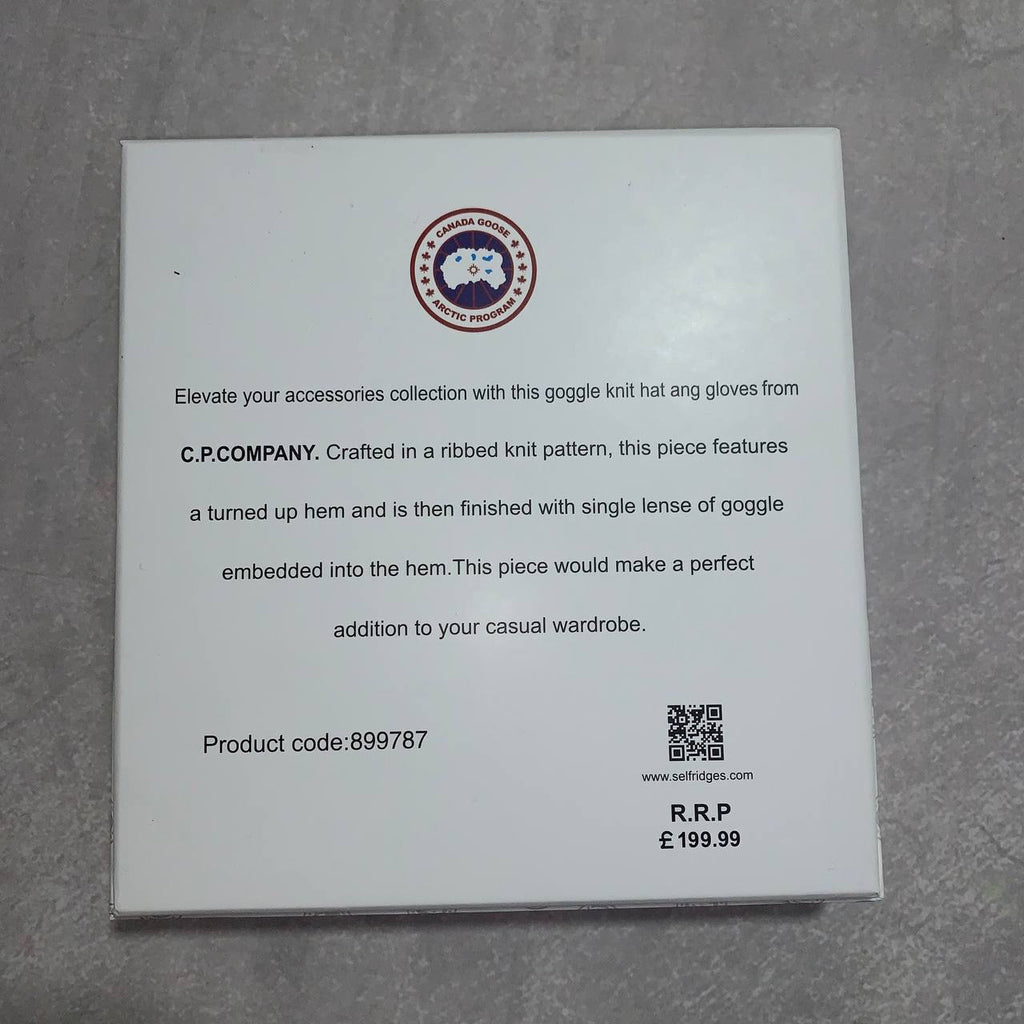 CANADA GOOSE
ARCTIC PROGRAM
Elevate your accessories collection with this goggle knit hat ang gloves from
C.P.COMPANY. Crafted in a ribbed knit pattern, this piece features
a turned up hem and is then finished with single lense of goggle
embedded into the hem.This piece would make a perfect
addition to your casual wardrobe.
Product code:899787
www.selfridges.com
R.R.P
£199.99